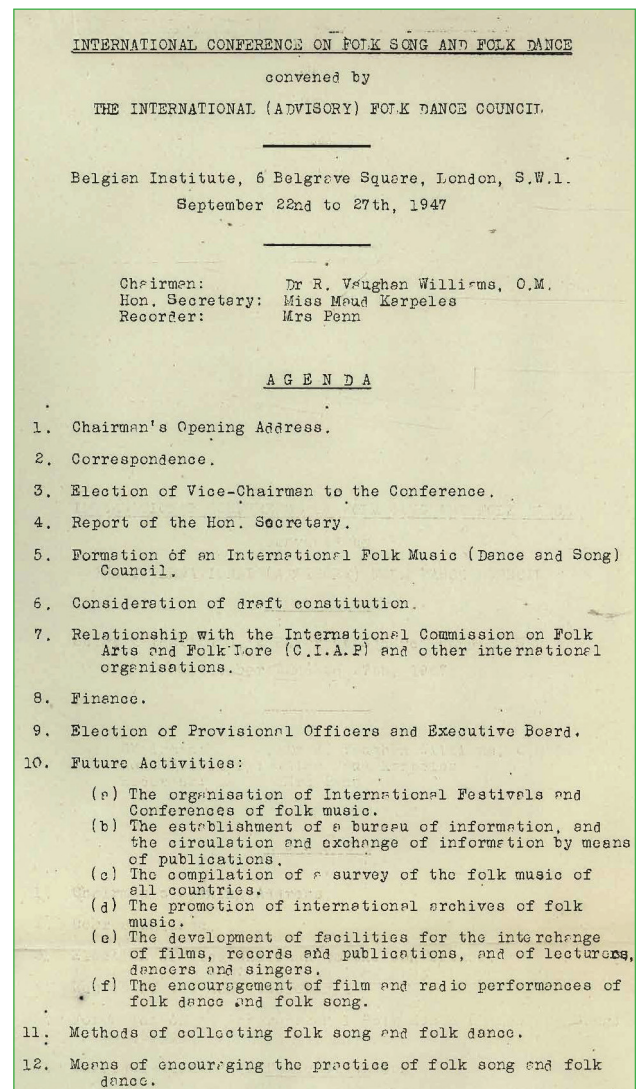 INTERNATIONAL CONFERENCE ON FOLK SONG AND FOLK DANCE
convened by
THE INTERNATIONAL (ADVISORY) FOLK DANCE COUNCIL
Belgian Institute, 6 Belgrave Square, London, S.W.1.
September 22nd to 27th, 1947
Chairman: Dr R. Vaughan Williams, O.M.
Hon. Secretary: Miss Maud Karpeles
Recorder: Mrs Penn
A G E N D A
1. Chairman's Opening Address.
2. Correspondence.
3. Election of Vice-Chairman to the Conference.
4. Report of the Hon. Secretary.
5. Formation of an International Folk Music (Dance and Song)
Council.
6. Consideration of draft constitution.
7. Relationship with the International Commission on Folk
Arts and Folk Lore (C.I.A.P) and other international
organisations.
8. Finance.
9. Election of Provisional Officers and Executive Board.
10. Future Activities:
(a) The organisation of International Festivals and
Conferences of folk music.
(b) The establishment of a bureau of information, and
the circulation and exchange of information by means
of publications.
(c) The compilation of a survey of the folk music of
all countries.
(d) The promotion of international archives of folk
music.
(e) The development of facilities for the interchange
of films, records and publications, and of lecturers,
dancers and singers.
(f) The encouragement of film and radio performances of
folk dance and folk song.
11. Methods of collecting folk song and folk dance.
12. Means of encouraging the practice of folk song and folk
dance.